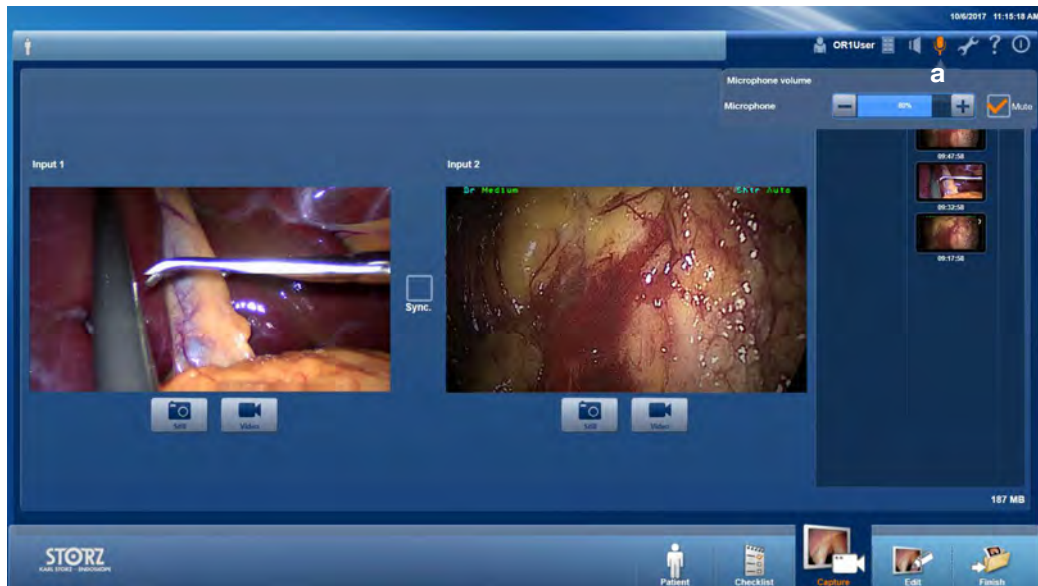 10/6/2017 11:15:18 AM
OR1User
a
Microphone volume
Microphone 80% Mute
09:47:58
Input 1
Input 2
Dr Medium
Chtr Auto
09:32:58
09:17:58
Sync.
Still
Video
Still
Video
187 MB
STORZ
KARL STORZ - ENDOSKOPE
Patient
Checklist
Capture
Edit
Finish